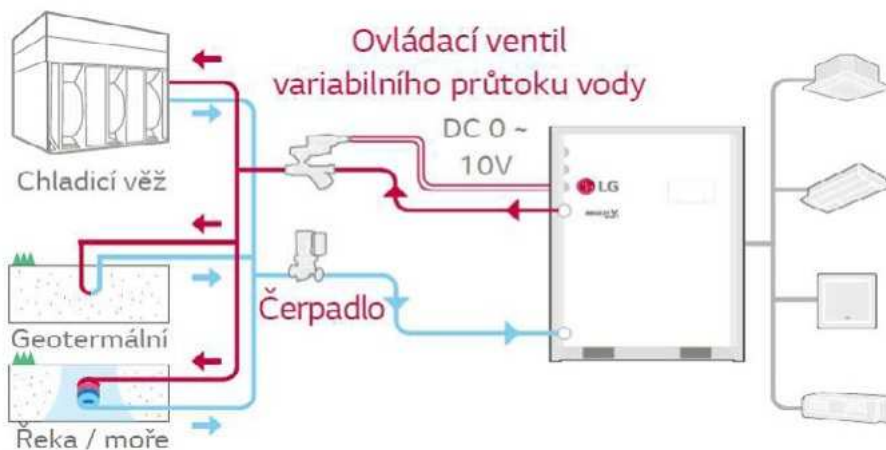 Ovládací ventil
variabilního průtoku vody
DC 0 ~
10V
Chladicí věž
LG
Čerpadlo
Geotermální
Řeka / moře